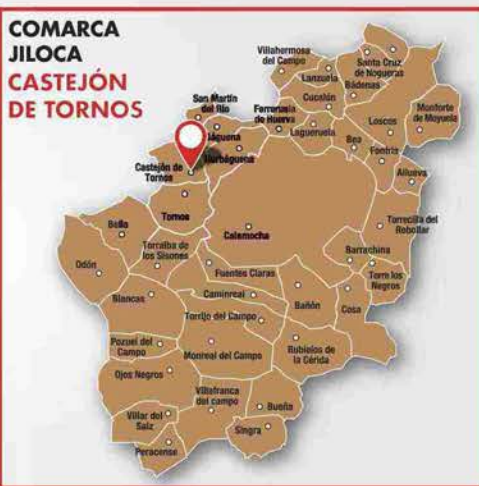 COMARCA
JILOCA
CASTEJÓN
DE TORNOS
Villahermosa
del Campo
Lanzuela
Santa Cruz
de Nogueras
Bádenas
Cucalón
San Martín
del Río
Ferreruela
de Huerva
Lagueruela
Loscos
Monforte
de Moyuela
Báguena
Burbáguena
Bea
Fonfría
Castejón de
Tornos
Allueva
Tornos
Bello
Calamocha
Torrecilla del
Rebollar
Torralba de
los Sisones
Barrachina
Odón
Fuentes Claras
Torre los
Negros
Blancas
Caminreal
Bañón
Cosa
Torrijo del Campo
Pozuel del
Campo
Monreal del Campo
Rubielos de
la Cérida
Ojos Negros
Villafranca
del campo
Bueña
Villar del
Salz
Singra
Peracense